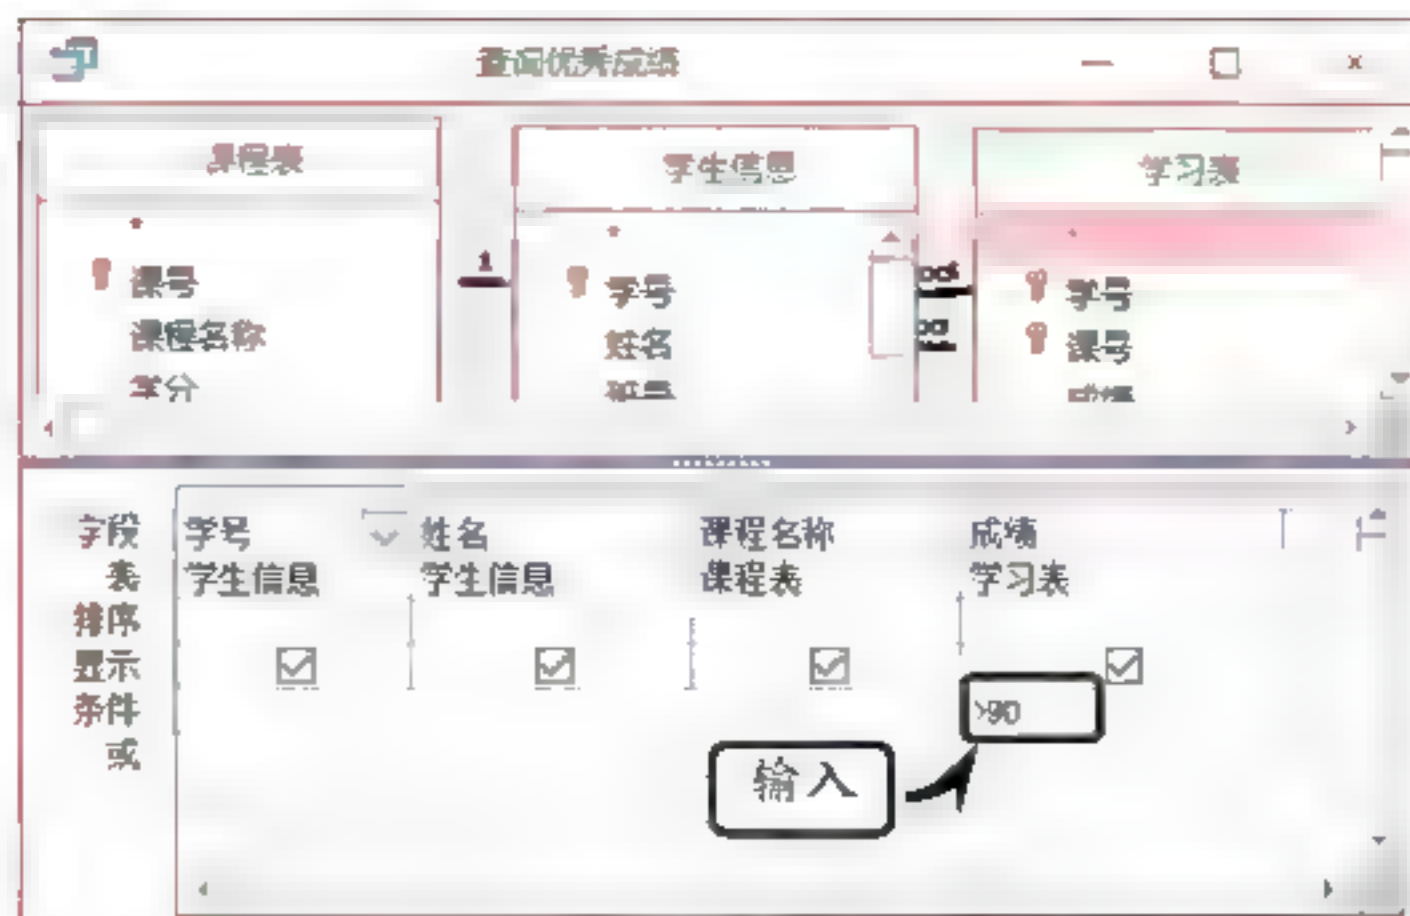 查询优秀成绩
课程表 学生信息 学习表
课号
课程名称
学分
1
学号
姓名
学号
课号
字段 学号 姓名 课程名称 成绩
表 学生信息 学生信息 课程表 学习表
排序
显示
条件 >90
或
输入